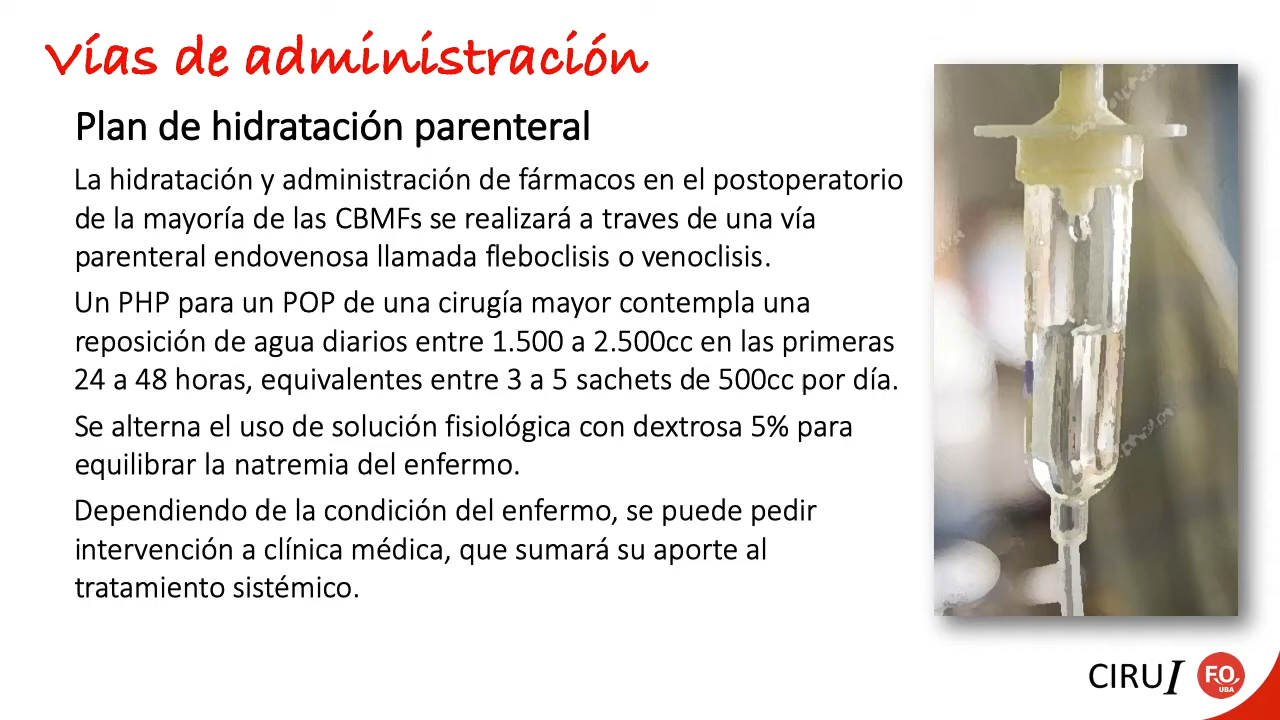 Vías de administración
Plan de hidratación parenteral
La hidratación y administración de fármacos en el postoperatorio
de la mayoría de las CBMFs se realizará a traves de una vía
parenteral endovenosa llamada fleboclisis o venoclisis.
Un PHP para un POP de una cirugía mayor contempla una
reposición de agua diarios entre 1.500 a 2.500cc en las primeras
24 a 48 horas, equivalentes entre 3 a 5 sachets de 500cc por día.
Se alterna el uso de solución fisiológica con dextrosa 5% para
equilibrar la natremia del enfermo.
Dependiendo de la condición del enfermo, se puede pedir
intervención a clínica médica, que sumará su aporte al
tratamiento sistémico.
CIRU I
F.O.
UBA